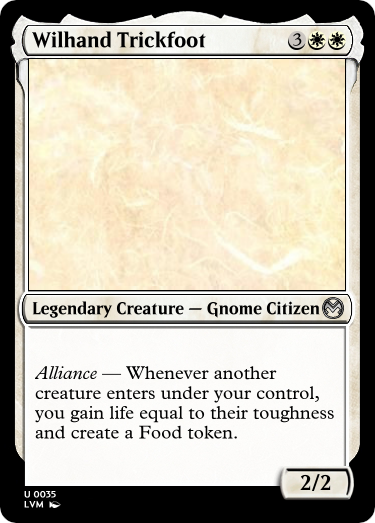 Wilhand Trickfoot 3
Legendary Creature — Gnome Citizen
Alliance — Whenever another
creature enters under your control,
you gain life equal to their toughness
and create a Food token.
2/2
U 0035
LVM